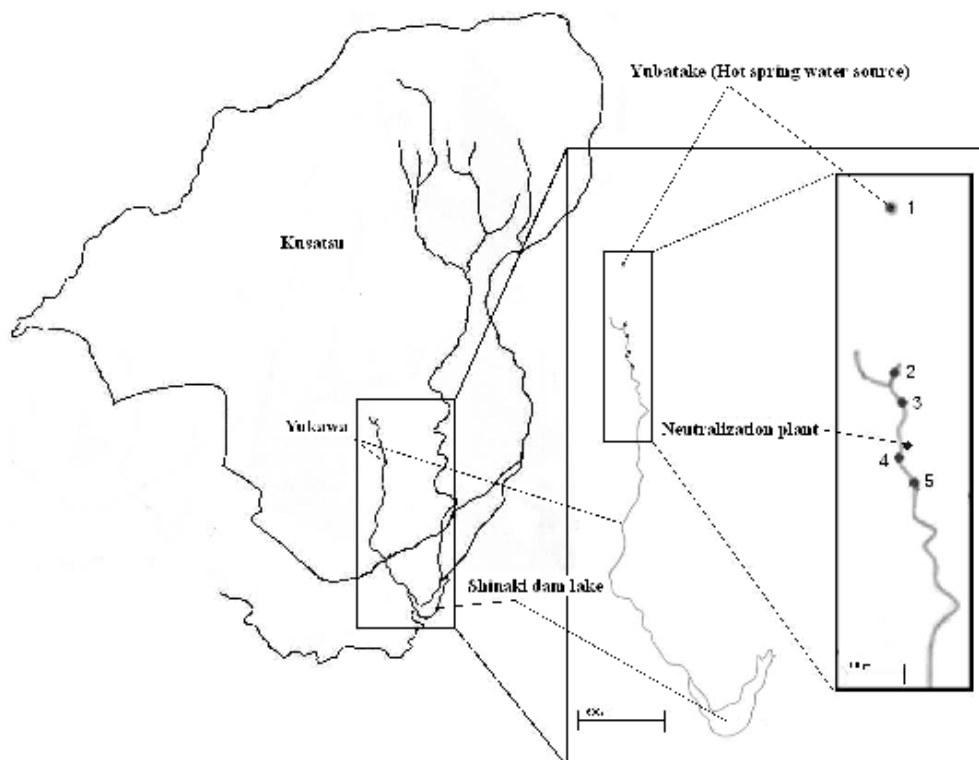 Yubatake (Hot spring water source)
1
Kusatsu
2
3
Yukawa
Neutralization plant
4
5
Shinaki dam lake